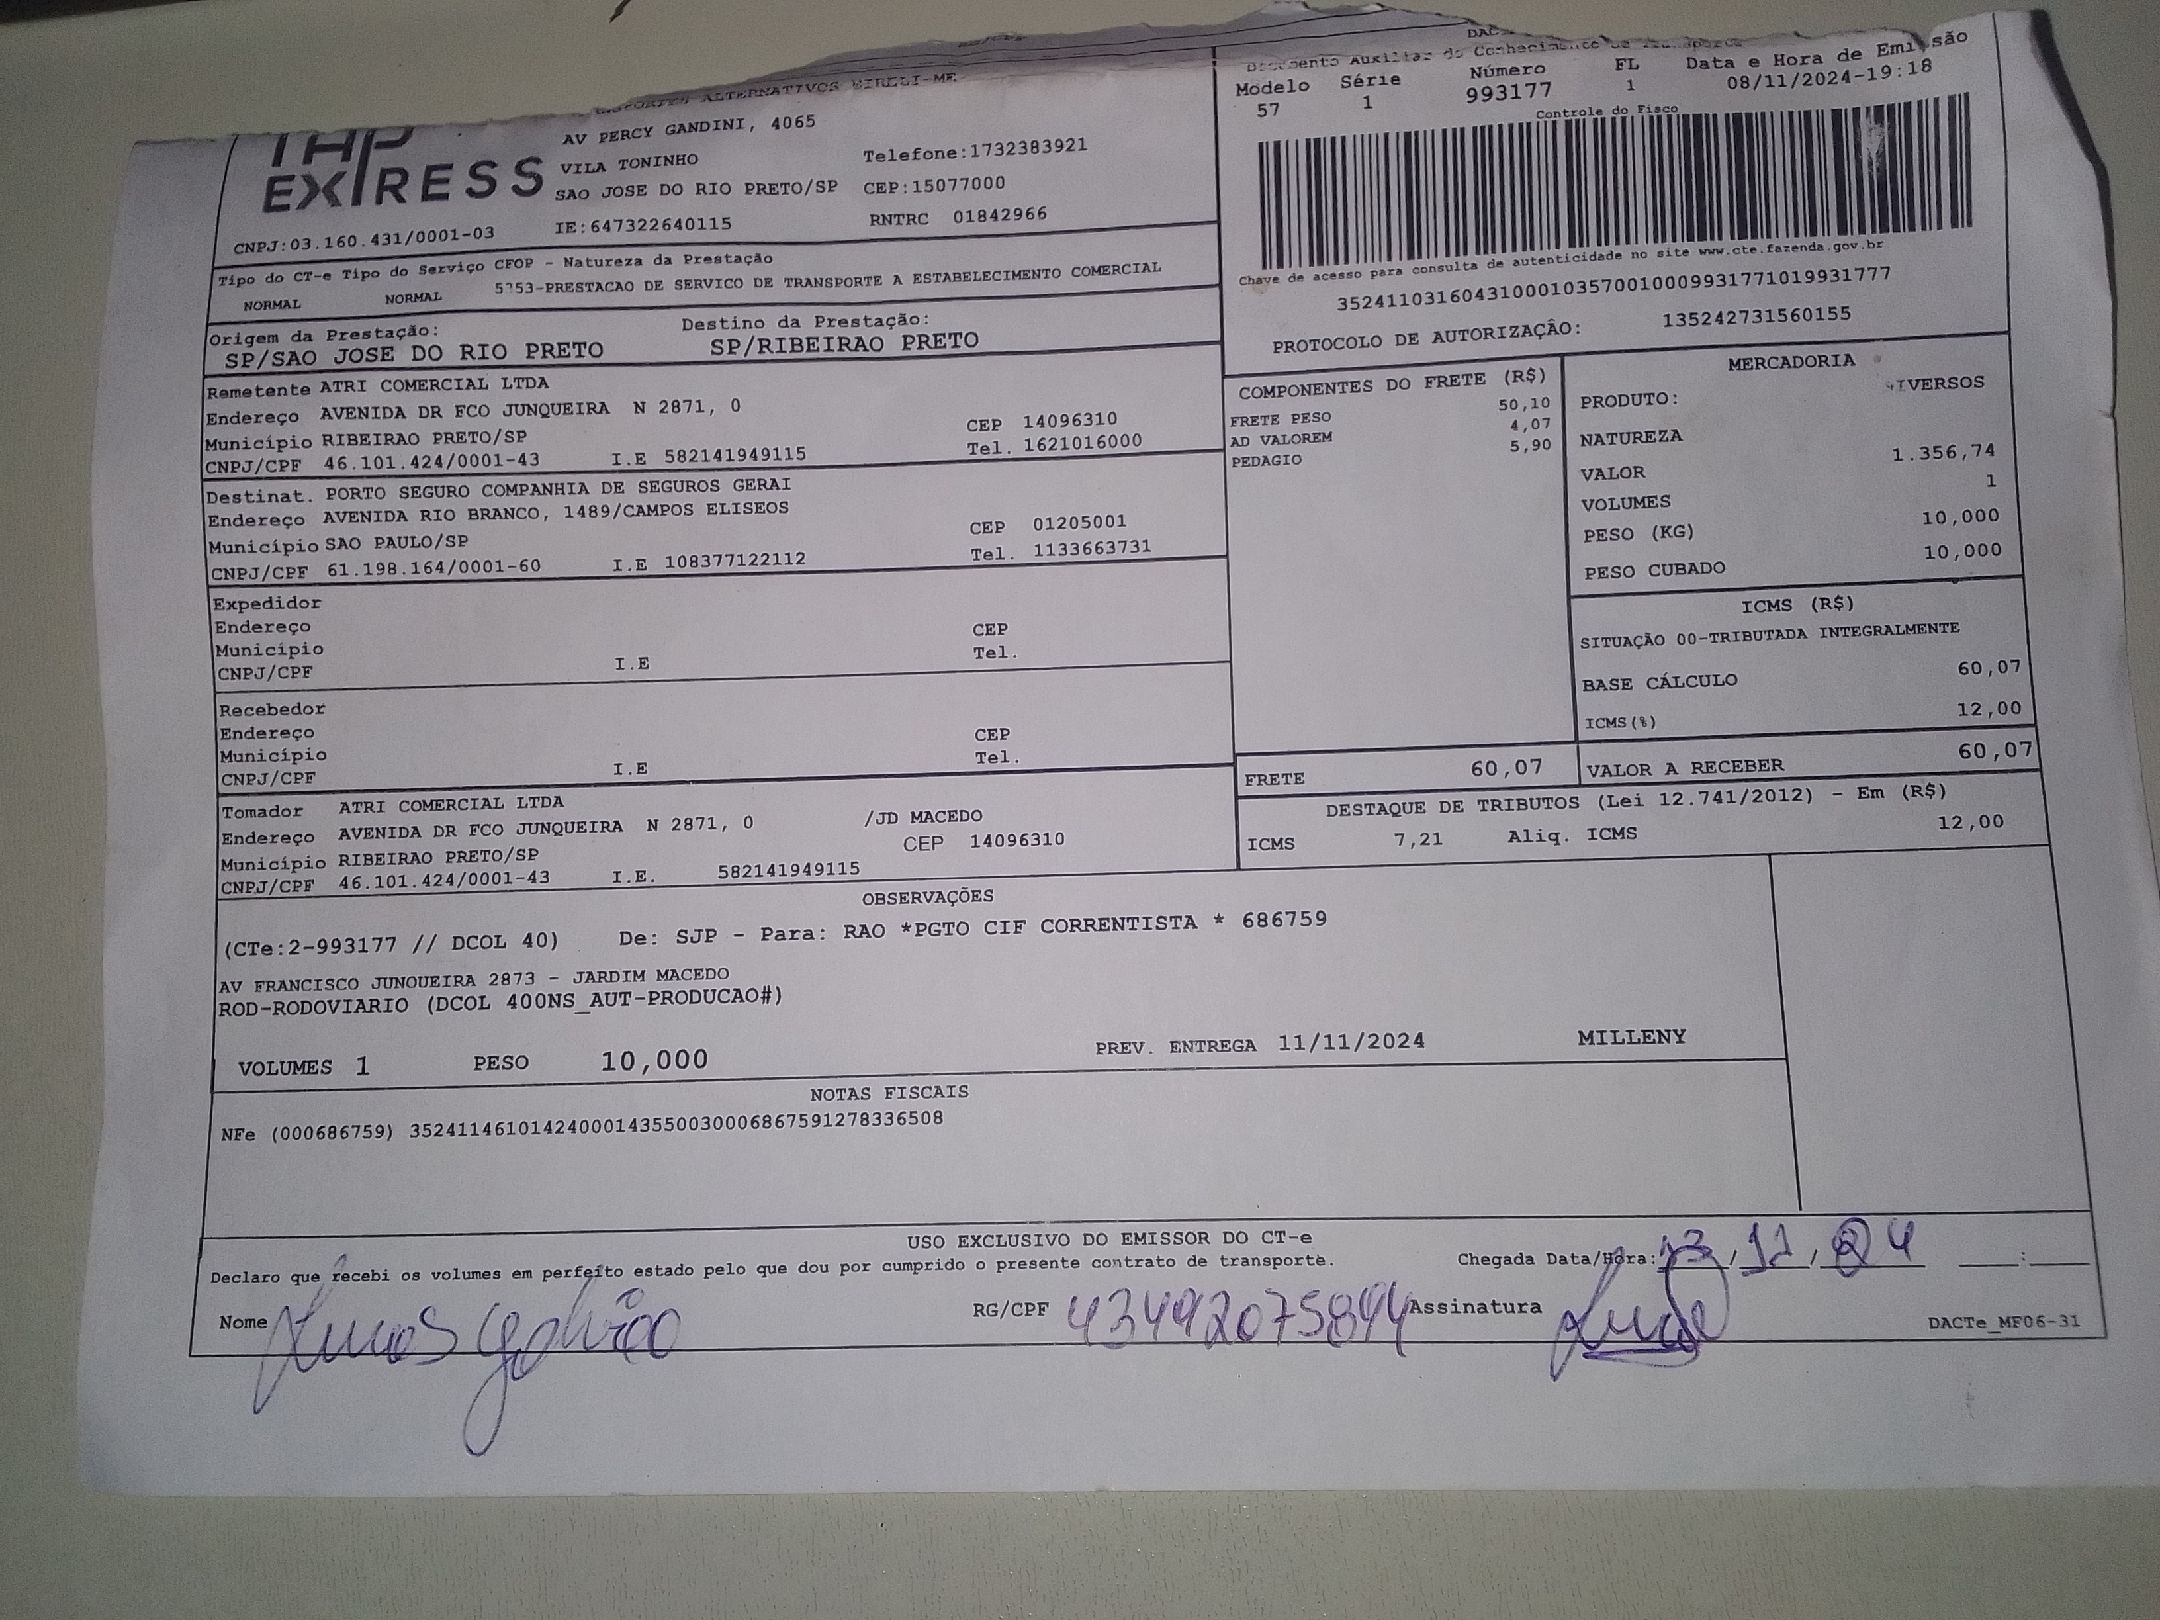 ALTERNATIVOS EIRELI-ME
EXPRESS
AV PERCY GANDINI, 4065
VILA TONINHO Telefone:1732383921
SAO JOSE DO RIO PRETO/SP CEP:15077000
CNPJ:03.160.431/0001-03 IE:647322640115 RNTRC 01842966
Documento Auxiliar do Conhecimento de Transporte
Modelo Série Número FL Data e Hora de Emissão
57 1 993177 1 08/11/2024-19:18
Controle do Fisco
Chave de acesso para consulta de autenticidade no site www.cte.fazenda.gov.br
35241103160431000103570010009931771019931777
PROTOCOLO DE AUTORIZAÇÂO: 135242731560155
Tipo do CT-e Tipo do Serviço CFOP - Natureza da Prestação
NORMAL NORMAL 5353-PRESTACAO DE SERVICO DE TRANSPORTE A ESTABELECIMENTO COMERCIAL
Origem da Prestação: Destino da Prestação:
SP/SAO JOSE DO RIO PRETO SP/RIBEIRAO PRETO
Remetente ATRI COMERCIAL LTDA
Endereço AVENIDA DR FCO JUNQUEIRA N 2871, 0
Município RIBEIRAO PRETO/SP CEP 14096310
CNPJ/CPF 46.101.424/0001-43 I.E 582141949115 Tel. 1621016000
Destinat. PORTO SEGURO COMPANHIA DE SEGUROS GERAI
Endereço AVENIDA RIO BRANCO, 1489/CAMPOS ELISEOS
Município SAO PAULO/SP CEP 01205001
CNPJ/CPF 61.198.164/0001-60 I.E 108377122112 Tel. 1133663731
Expedidor
Endereço
Município CEP
CNPJ/CPF I.E Tel.
Recebedor
Endereço
Município CEP
CNPJ/CPF I.E Tel.
Tomador ATRI COMERCIAL LTDA
Endereço AVENIDA DR FCO JUNQUEIRA N 2871, 0 /JD MACEDO
Município RIBEIRAO PRETO/SP CEP 14096310
CNPJ/CPF 46.101.424/0001-43 I.E. 582141949115
COMPONENTES DO FRETE (R$)
FRETE PESO 50,10
AD VALOREM 4,07
PEDAGIO 5,90
MERCADORIA
PRODUTO: DIVERSOS
NATUREZA
VALOR 1.356,74
VOLUMES 1
PESO (KG) 10,000
PESO CUBADO 10,000
ICMS (R$)
SITUAÇÃO 00-TRIBUTADA INTEGRALMENTE
BASE CÁLCULO 60,07
ICMS(%) 12,00
FRETE 60,07 VALOR A RECEBER 60,07
DESTAQUE DE TRIBUTOS (Lei 12.741/2012) - Em (R$)
ICMS 7,21 Aliq. ICMS 12,00
OBSERVAÇÕES
(CTe:2-993177 // DCOL 40) De: SJP - Para: RAO *PGTO CIF CORRENTISTA * 686759
AV FRANCISCO JUNQUEIRA 2873 - JARDIM MACEDO
ROD-RODOVIARIO (DCOL 400NS_AUT-PRODUCAO#)
VOLUMES 1 PESO 10,000 PREV. ENTREGA 11/11/2024 MILLENY
NOTAS FISCAIS
NFe (000686759) 35241146101424000143550030006867591278336508
USO EXCLUSIVO DO EMISSOR DO CT-e
Declaro que recebi os volumes em perfeito estado pelo que dou por cumprido o presente contrato de transporte. Chegada Data/Hora: 13/11/24 :
Nome Lucas Galvão RG/CPF 43492075844 Assinatura Lucas
DACTe_MF06-31